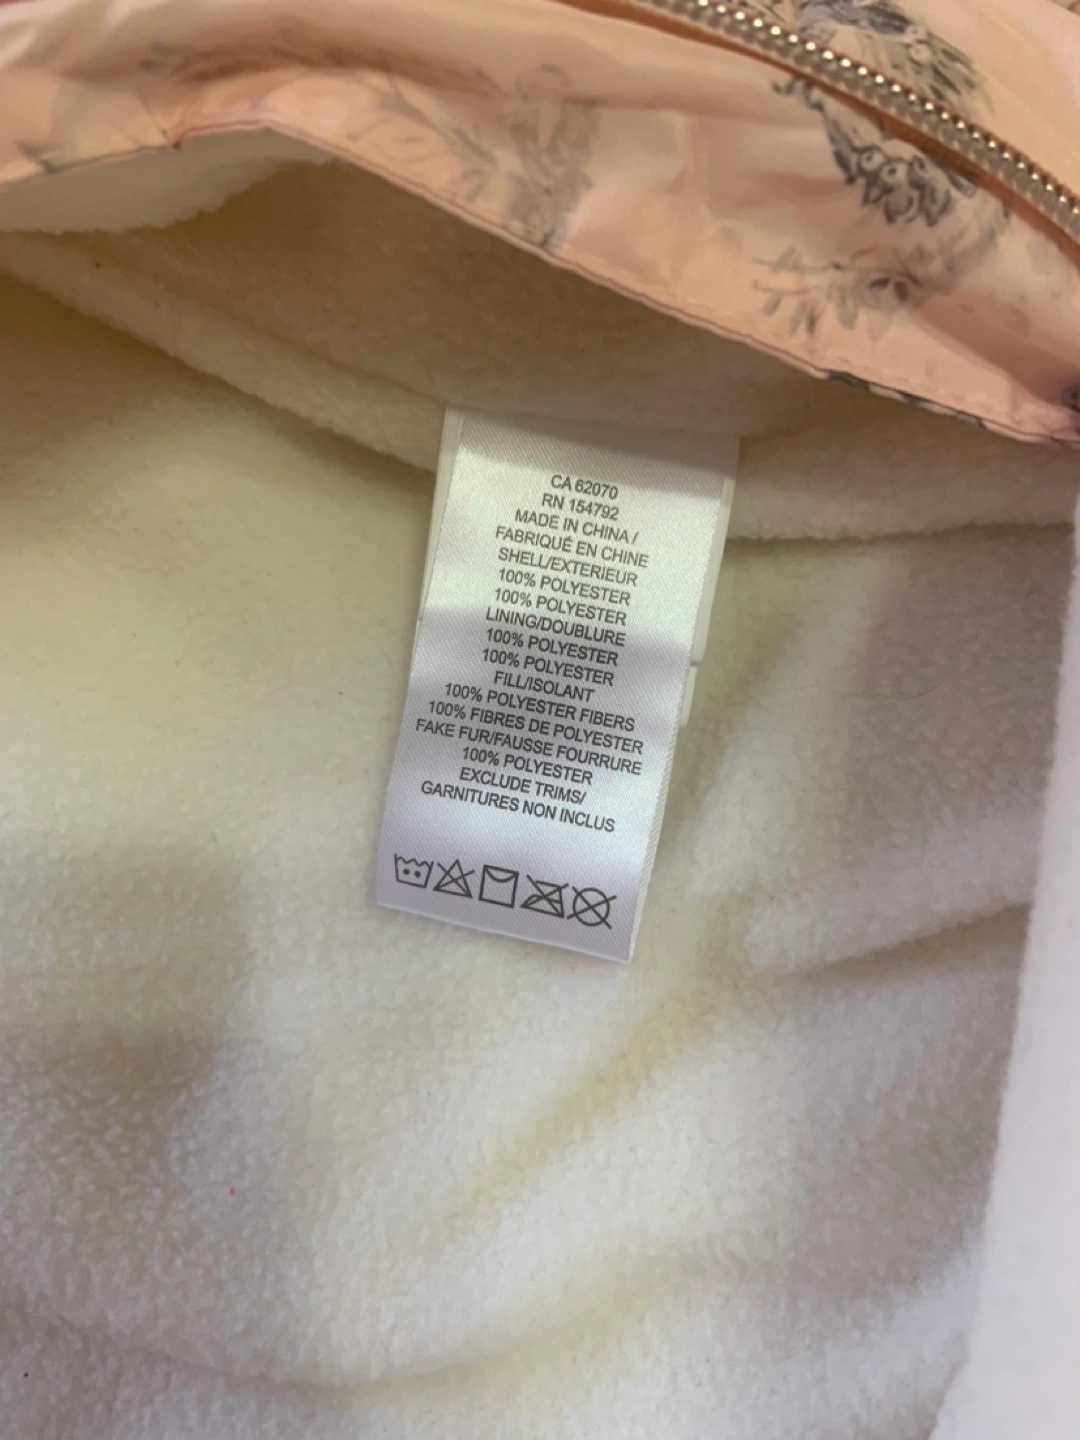 CA 62070
RN 154792
MADE IN CHINA /
FABRIQUÉ EN CHINE
SHELL/EXTERIEUR
100% POLYESTER
100% POLYESTER
LINING/DOUBLURE
100% POLYESTER
100% POLYESTER
FILL/ISOLANT
100% POLYESTER FIBERS
100% FIBRES DE POLYESTER
FAKE FUR/FAUSSE FOURRURE
100% POLYESTER
EXCLUDE TRIMS/
GARNITURES NON INCLUS